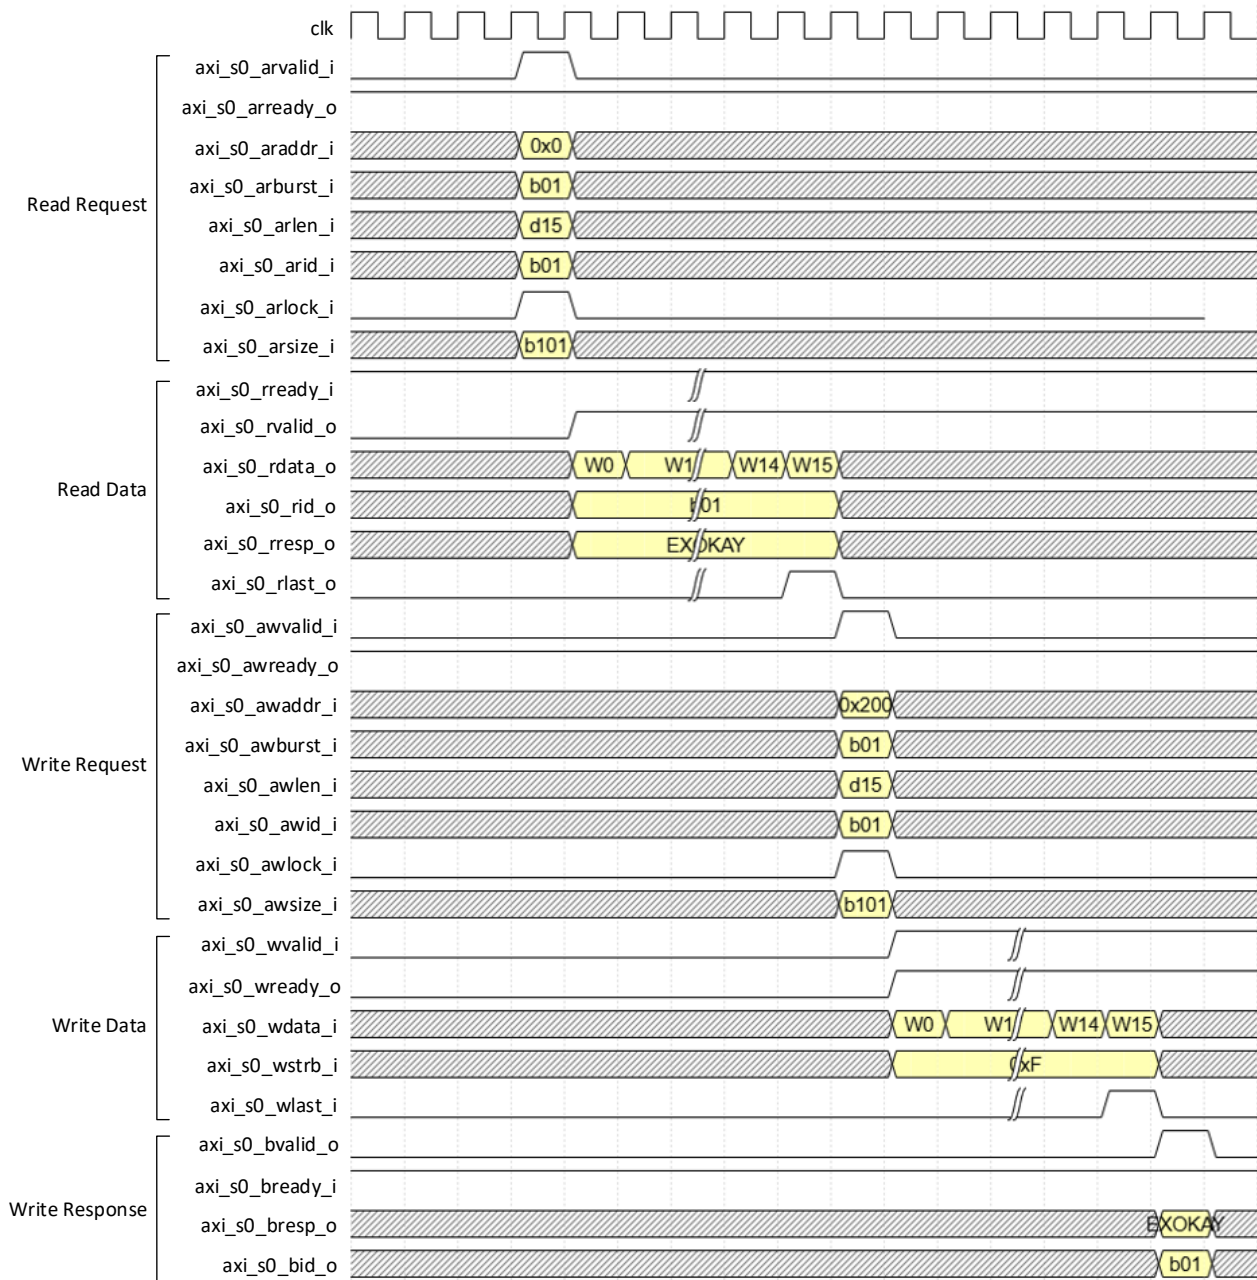 clk
Read Request
axi_s0_arvalid_i
axi_s0_arready_o
axi_s0_araddr_i 0x0
axi_s0_arburst_i b01
axi_s0_arlen_i d15
axi_s0_arid_i b01
axi_s0_arlock_i
axi_s0_arsize_i b101
Read Data
axi_s0_rready_i
axi_s0_rvalid_o
axi_s0_rdata_o W0 W1 W14 W15
axi_s0_rid_o b01
axi_s0_rresp_o EXOKAY
axi_s0_rlast_o
Write Request
axi_s0_awvalid_i
axi_s0_awready_o
axi_s0_awaddr_i 0x200
axi_s0_awburst_i b01
axi_s0_awlen_i d15
axi_s0_awid_i b01
axi_s0_awlock_i
axi_s0_awsize_i b101
Write Data
axi_s0_wvalid_i
axi_s0_wready_o
axi_s0_wdata_i W0 W1 W14 W15
axi_s0_wstrb_i 0xF
axi_s0_wlast_i
Write Response
axi_s0_bvalid_o
axi_s0_bready_i
axi_s0_bresp_o EXOKAY
axi_s0_bid_o b01